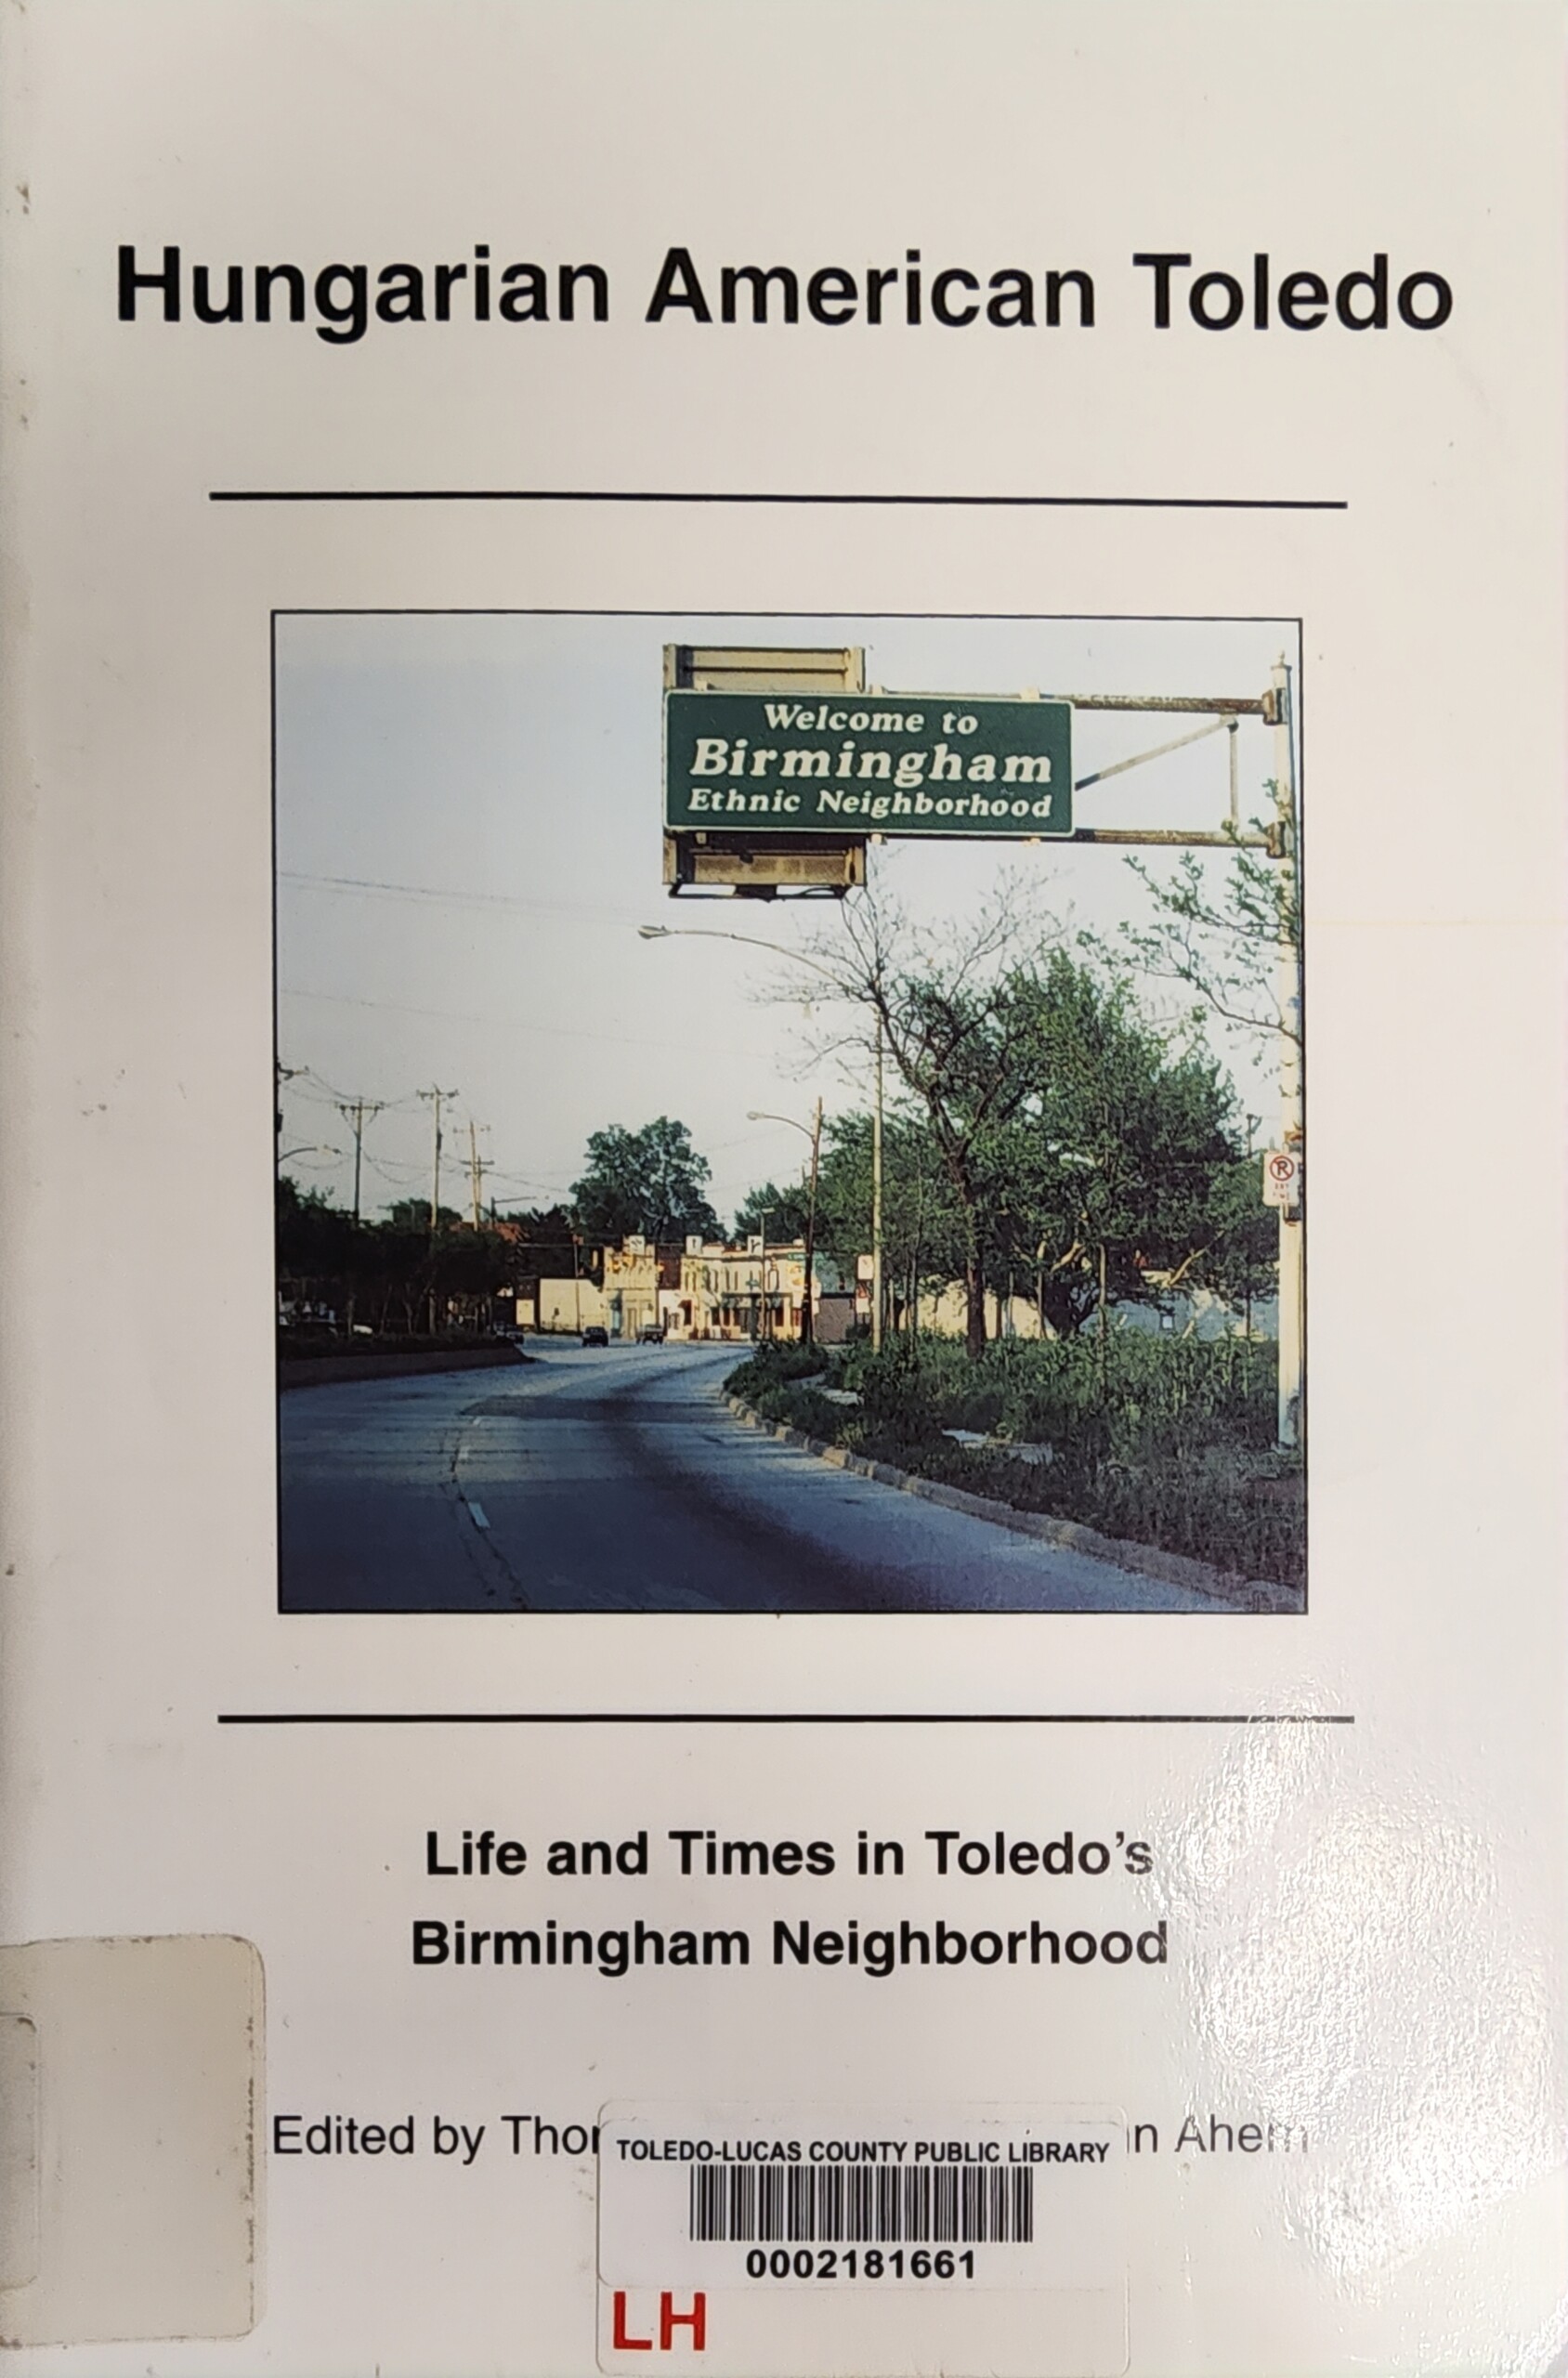 Hungarian American Toledo
Welcome to
Birmingham
Ethnic Neighborhood
Life and Times in Toledo's
Birmingham Neighborhood
Edited by Ahern
TOLEDO-LUCAS COUNTY PUBLIC LIBRARY
0002181661
LH